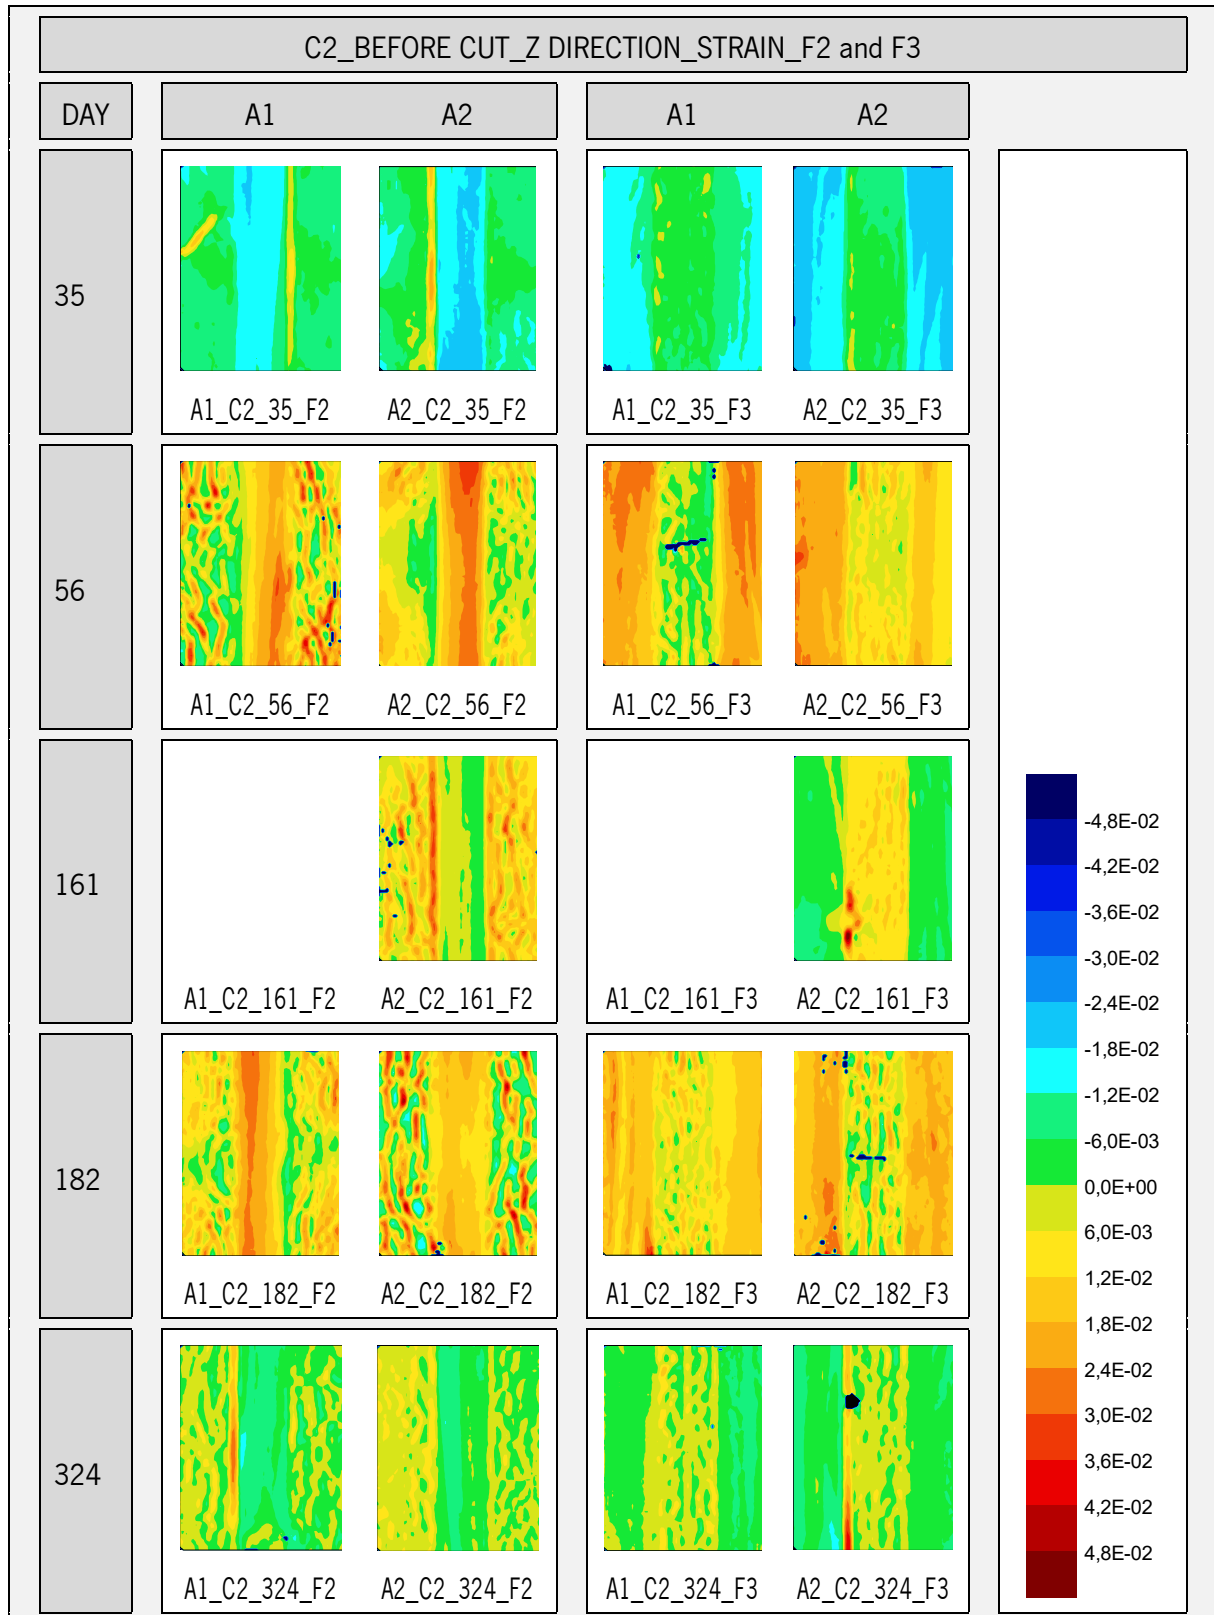 C2_BEFORE CUT_Z DIRECTION_STRAIN_F2 and F3
DAY A1 A2 A1 A2
35
A1_C2_35_F2 A2_C2_35_F2 A1_C2_35_F3 A2_C2_35_F3
56
A1_C2_56_F2 A2_C2_56_F2 A1_C2_56_F3 A2_C2_56_F3
161
A1_C2_161_F2 A2_C2_161_F2 A1_C2_161_F3 A2_C2_161_F3
182
A1_C2_182_F2 A2_C2_182_F2 A1_C2_182_F3 A2_C2_182_F3
324
A1_C2_324_F2 A2_C2_324_F2 A1_C2_324_F3 A2_C2_324_F3
-4,8E-02
-4,2E-02
-3,6E-02
-3,0E-02
-2,4E-02
-1,8E-02
-1,2E-02
-6,0E-03
0,0E+00
6,0E-03
1,2E-02
1,8E-02
2,4E-02
3,0E-02
3,6E-02
4,2E-02
4,8E-02